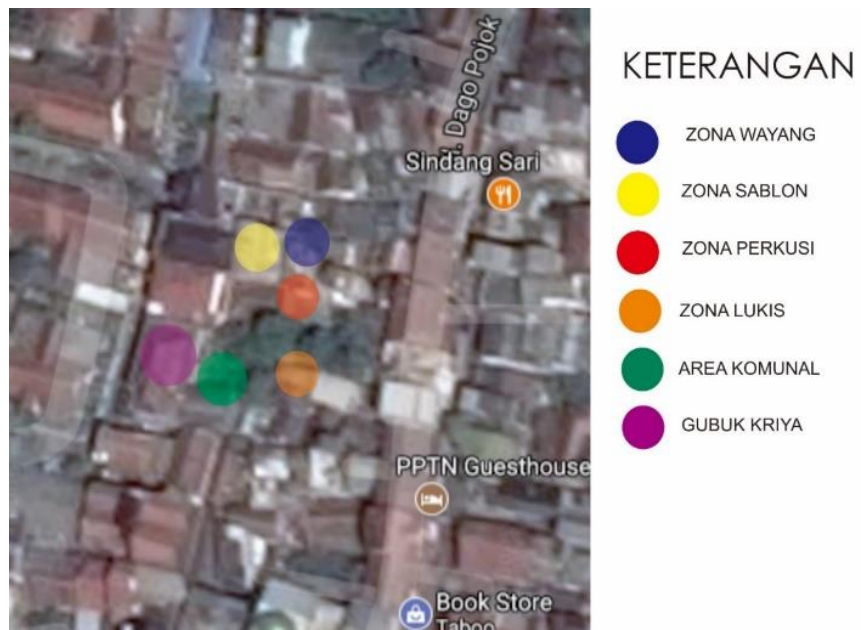 Jl. Dago Pojok
Sindang Sari
PPTN Guesthouse
Book Store
Taboo
KETERANGAN
ZONA WAYANG
ZONA SABLON
ZONA PERKUSI
ZONA LUKIS
AREA KOMUNAL
GUBUK KRIYA